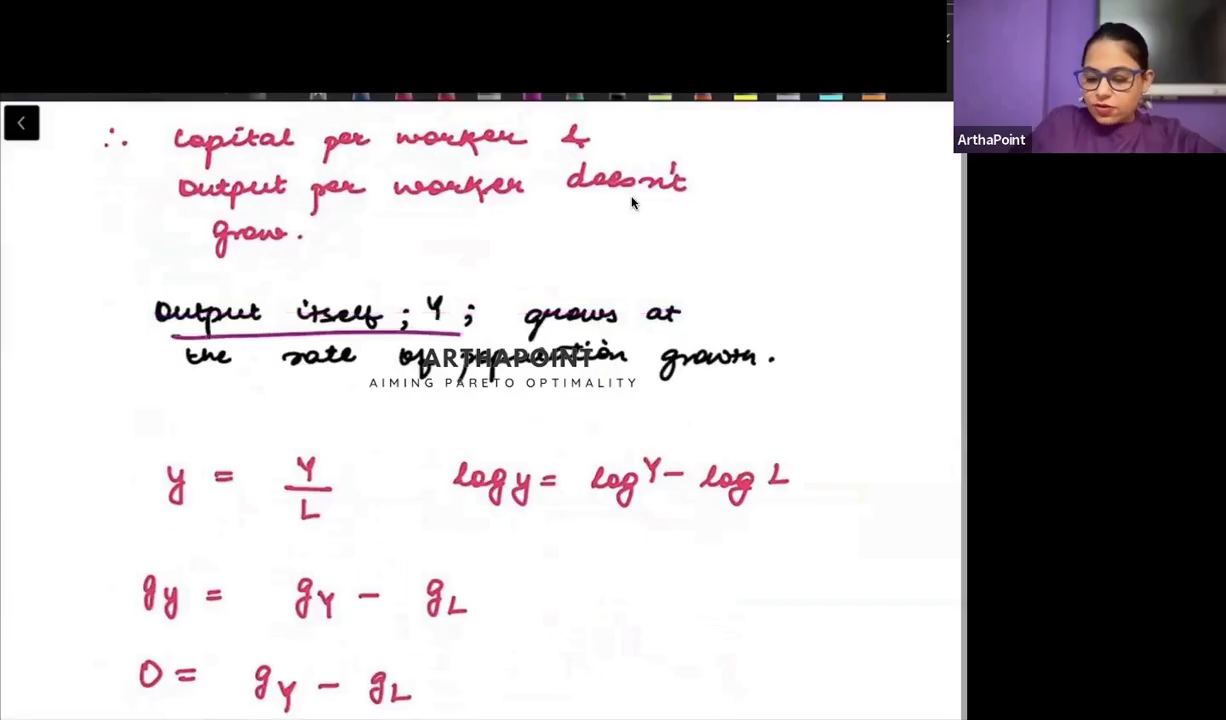 ∴ Capital per worker &
Output per worker doesn't
grow.
Output itself ; Y ; grows at
the rate of population growth.
ARTHAPOINT
AIMING PARETO OPTIMALITY
y = Y/L log y = log Y - log L
gy = gY - gL
0 = gY - gL
ArthaPoint